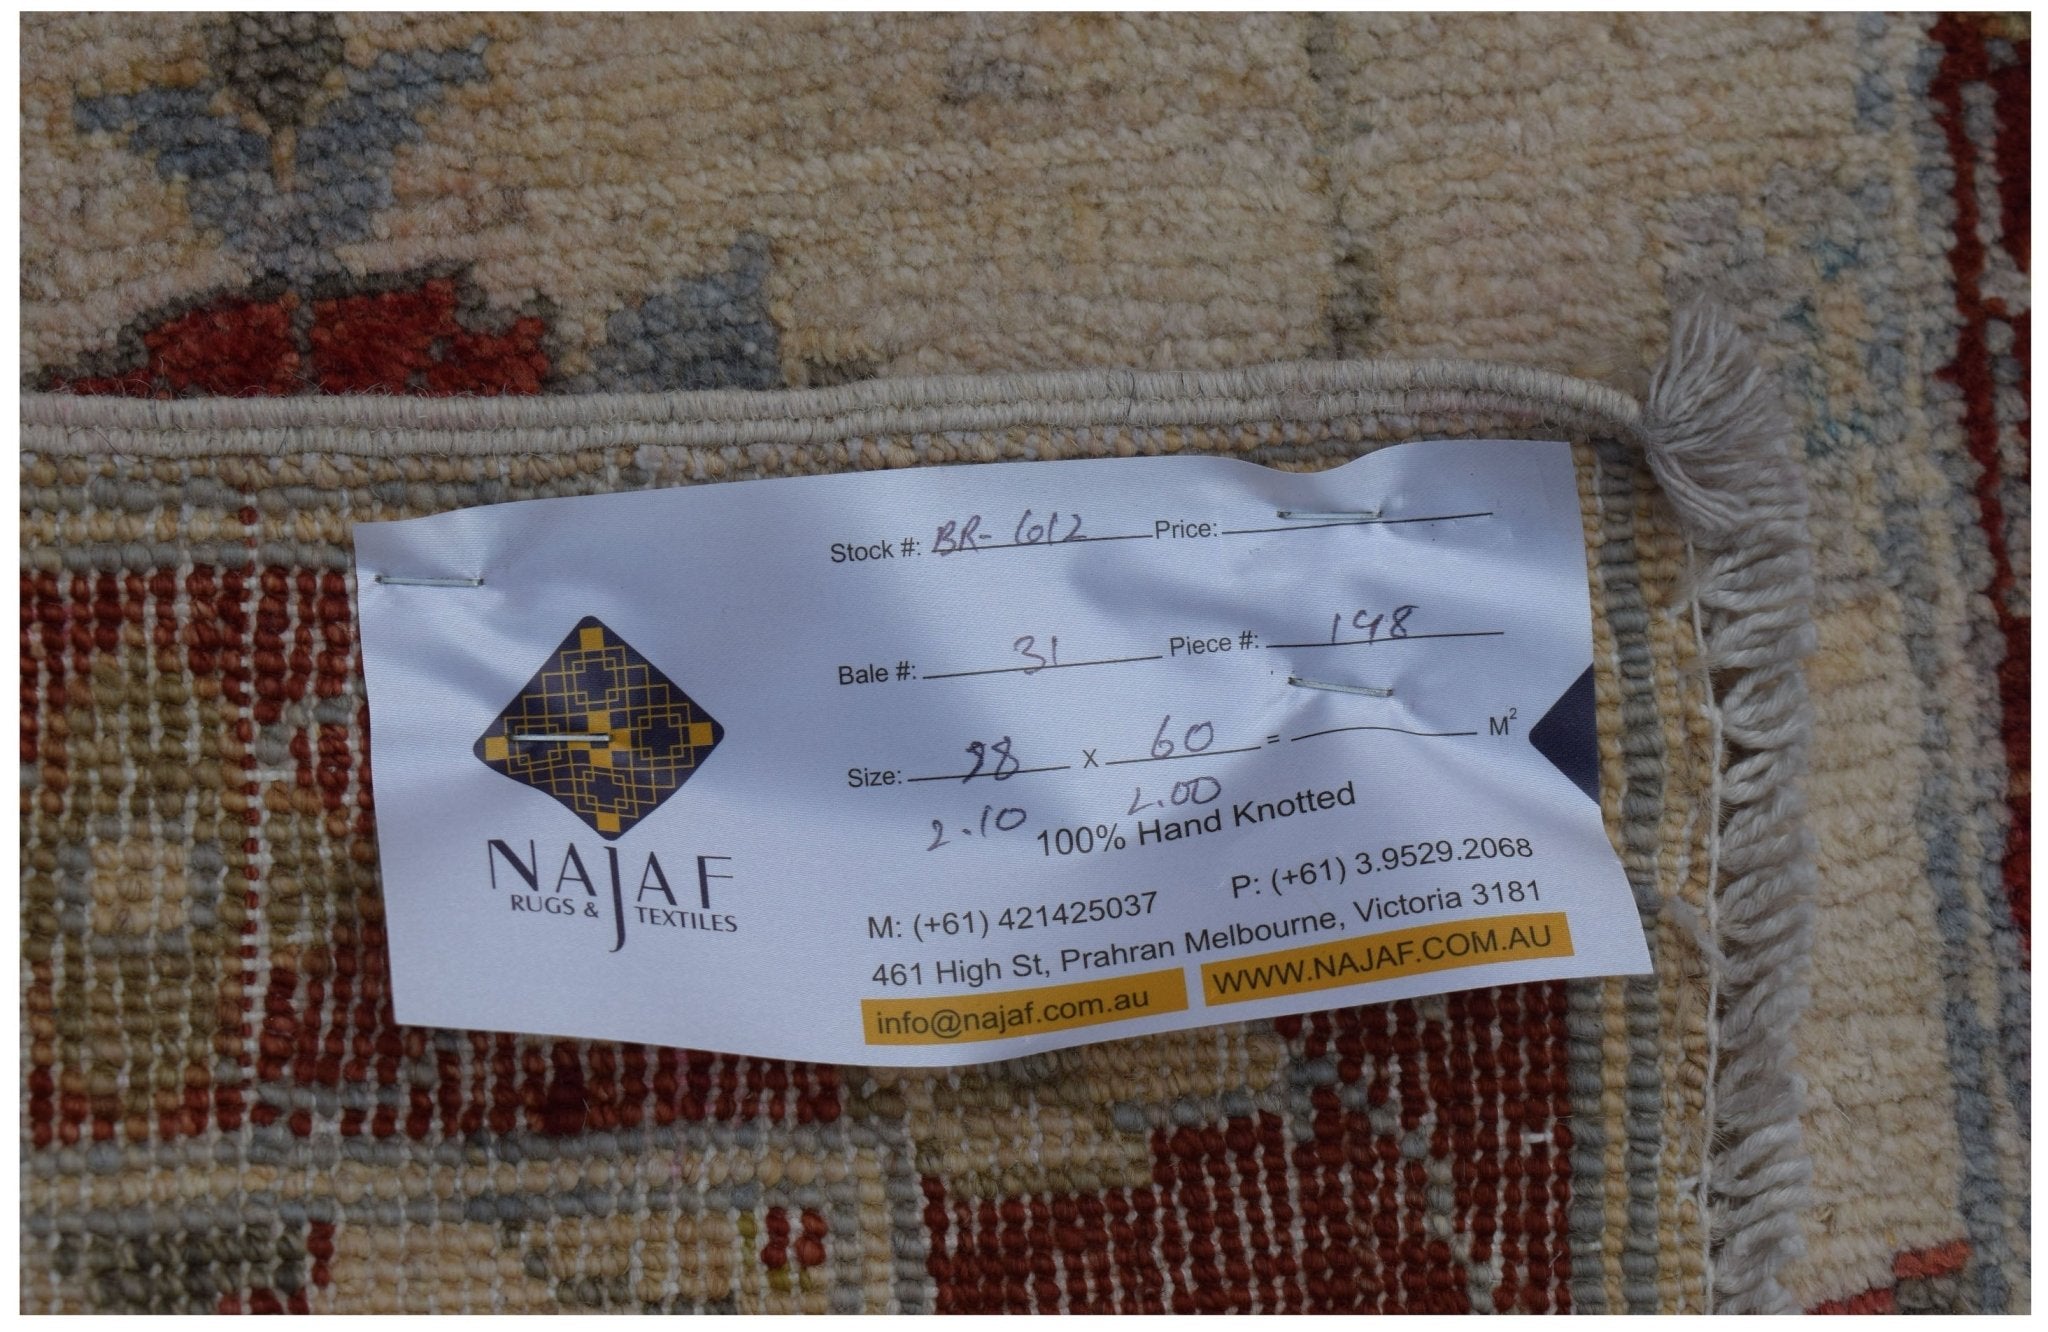 NAJAF
RUGS & TEXTILES
Stock #: BR-612 Price:
Bale #: 31 Piece #: 198
Size: 98 x 60 = M²
2.10 2.00
100% Hand Knotted
M: (+61) 421425037 P: (+61) 3.9529.2068
461 High St, Prahran Melbourne, Victoria 3181
info@najaf.com.au WWW.NAJAF.COM.AU